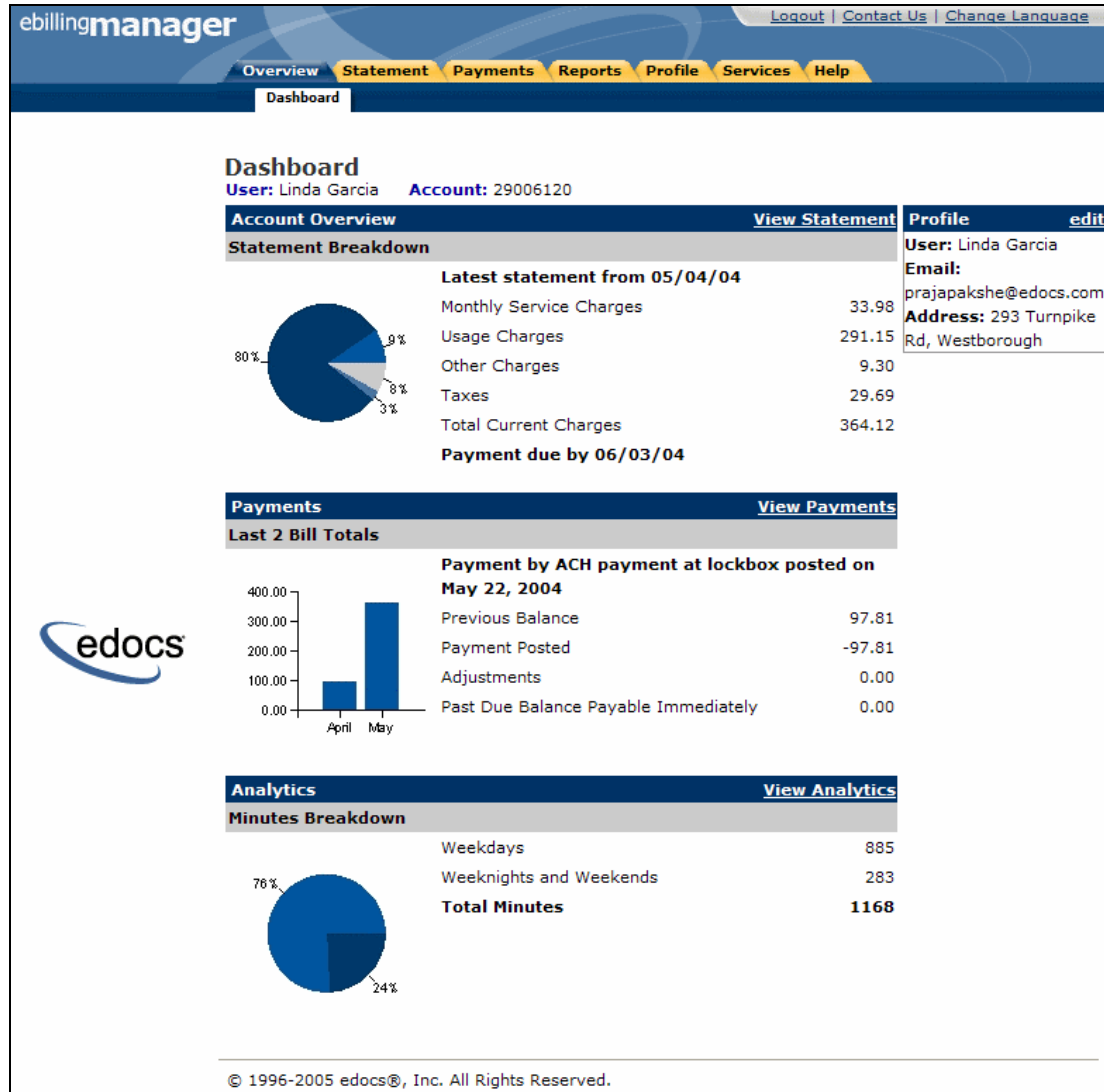 ebillingmanager
Logout | Contact Us | Change Language
Overview Statement Payments Reports Profile Services Help
Dashboard
Dashboard
User: Linda Garcia Account: 29006120
Account Overview View Statement
Statement Breakdown
Latest statement from 05/04/04
Monthly Service Charges 33.98
Usage Charges 291.15
Other Charges 9.30
Taxes 29.69
Total Current Charges 364.12
Payment due by 06/03/04
80%
9%
8%
3%
Profile edit
User: Linda Garcia
Email:
prajapakshe@edocs.com
Address: 293 Turnpike
Rd, Westborough
Payments View Payments
Last 2 Bill Totals
400.00
300.00
200.00
100.00
0.00
April May
Payment by ACH payment at lockbox posted on
May 22, 2004
Previous Balance 97.81
Payment Posted -97.81
Adjustments 0.00
Past Due Balance Payable Immediately 0.00
edocs
Analytics View Analytics
Minutes Breakdown
76%
24%
Weekdays 885
Weeknights and Weekends 283
Total Minutes 1168
© 1996-2005 edocs®, Inc. All Rights Reserved.